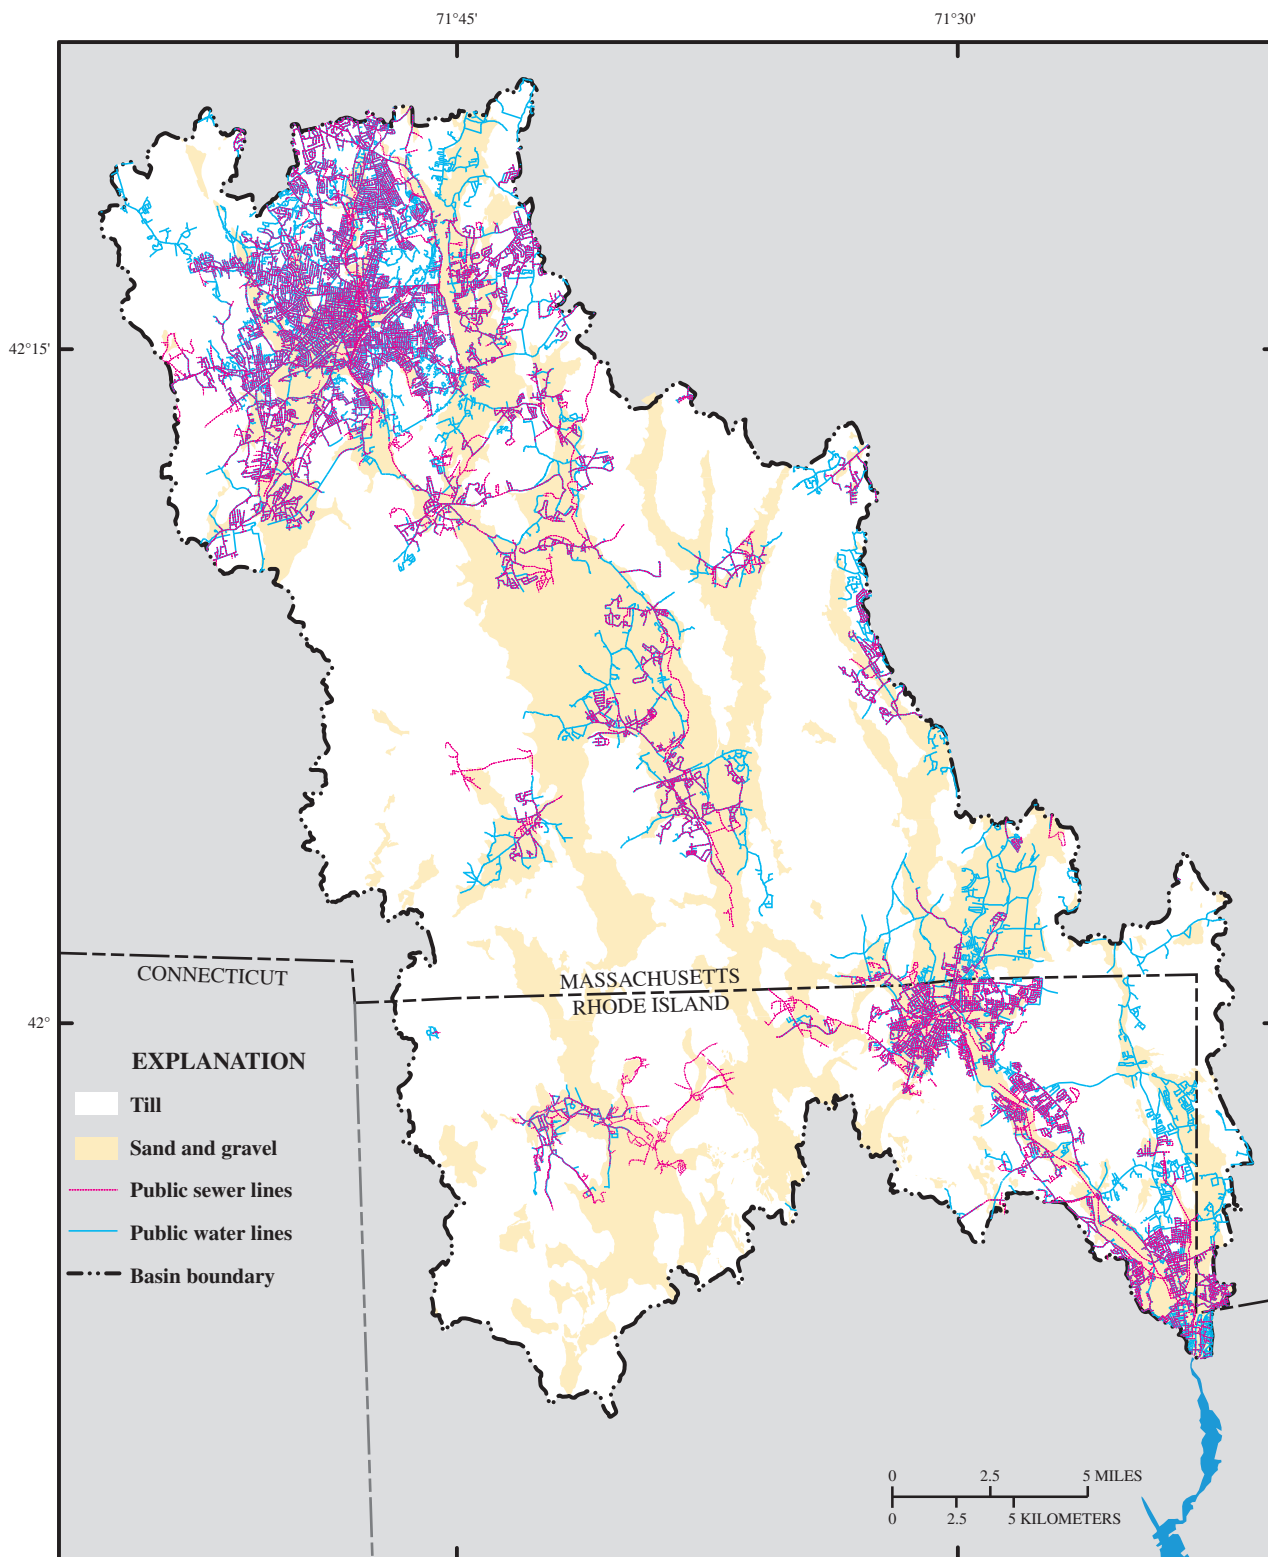 71°45'
71°30'
42°15'
CONNECTICUT
MASSACHUSETTS
RHODE ISLAND
42°
EXPLANATION
Till
Sand and gravel
Public sewer lines
Public water lines
Basin boundary
0 2.5 5 MILES
0 2.5 5 KILOMETERS